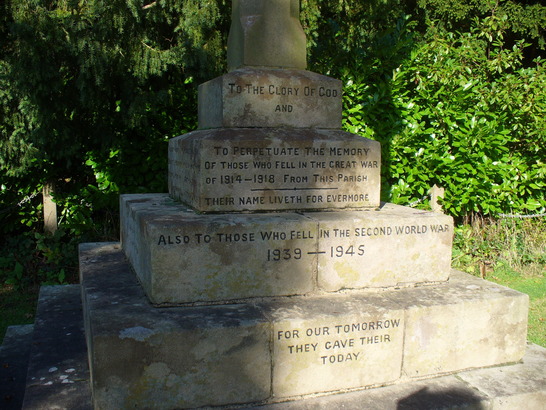 To The Glory Of God
AND
To Perpetuate The Memory
Of Those Who Fell in the Great War
of 1914-1918 From This Parish
Their Name Liveth for Evermore
Also To Those Who Fell in the Second World War
1939 — 1945
FOR OUR TOMORROW
THEY GAVE THEIR
TODAY